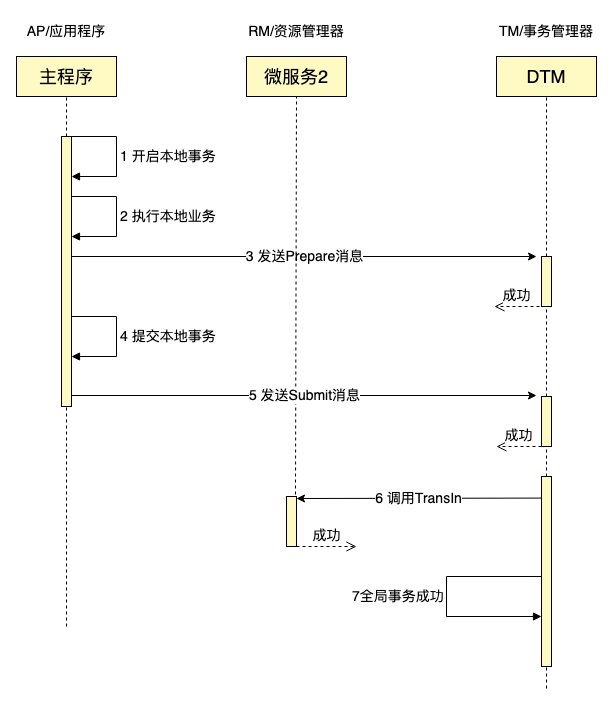 AP/应用程序
RM/资源管理器
TM/事务管理器
主程序
微服务2
DTM
1 开启本地事务
2 执行本地业务
3 发送Prepare消息
成功
4 提交本地事务
5 发送Submit消息
成功
6 调用TransIn
成功
7全局事务成功